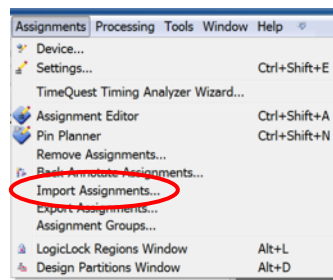 Assignments Processing Tools Window Help
Device...
Settings... Ctrl+Shift+E
TimeQuest Timing Analyzer Wizard...
Assignment Editor Ctrl+Shift+A
Pin Planner Ctrl+Shift+N
Remove Assignments...
Back-Annotate Assignments...
Import Assignments...
Export Assignments...
Assignment Groups...
LogicLock Regions Window Alt+L
Design Partitions Window Alt+D